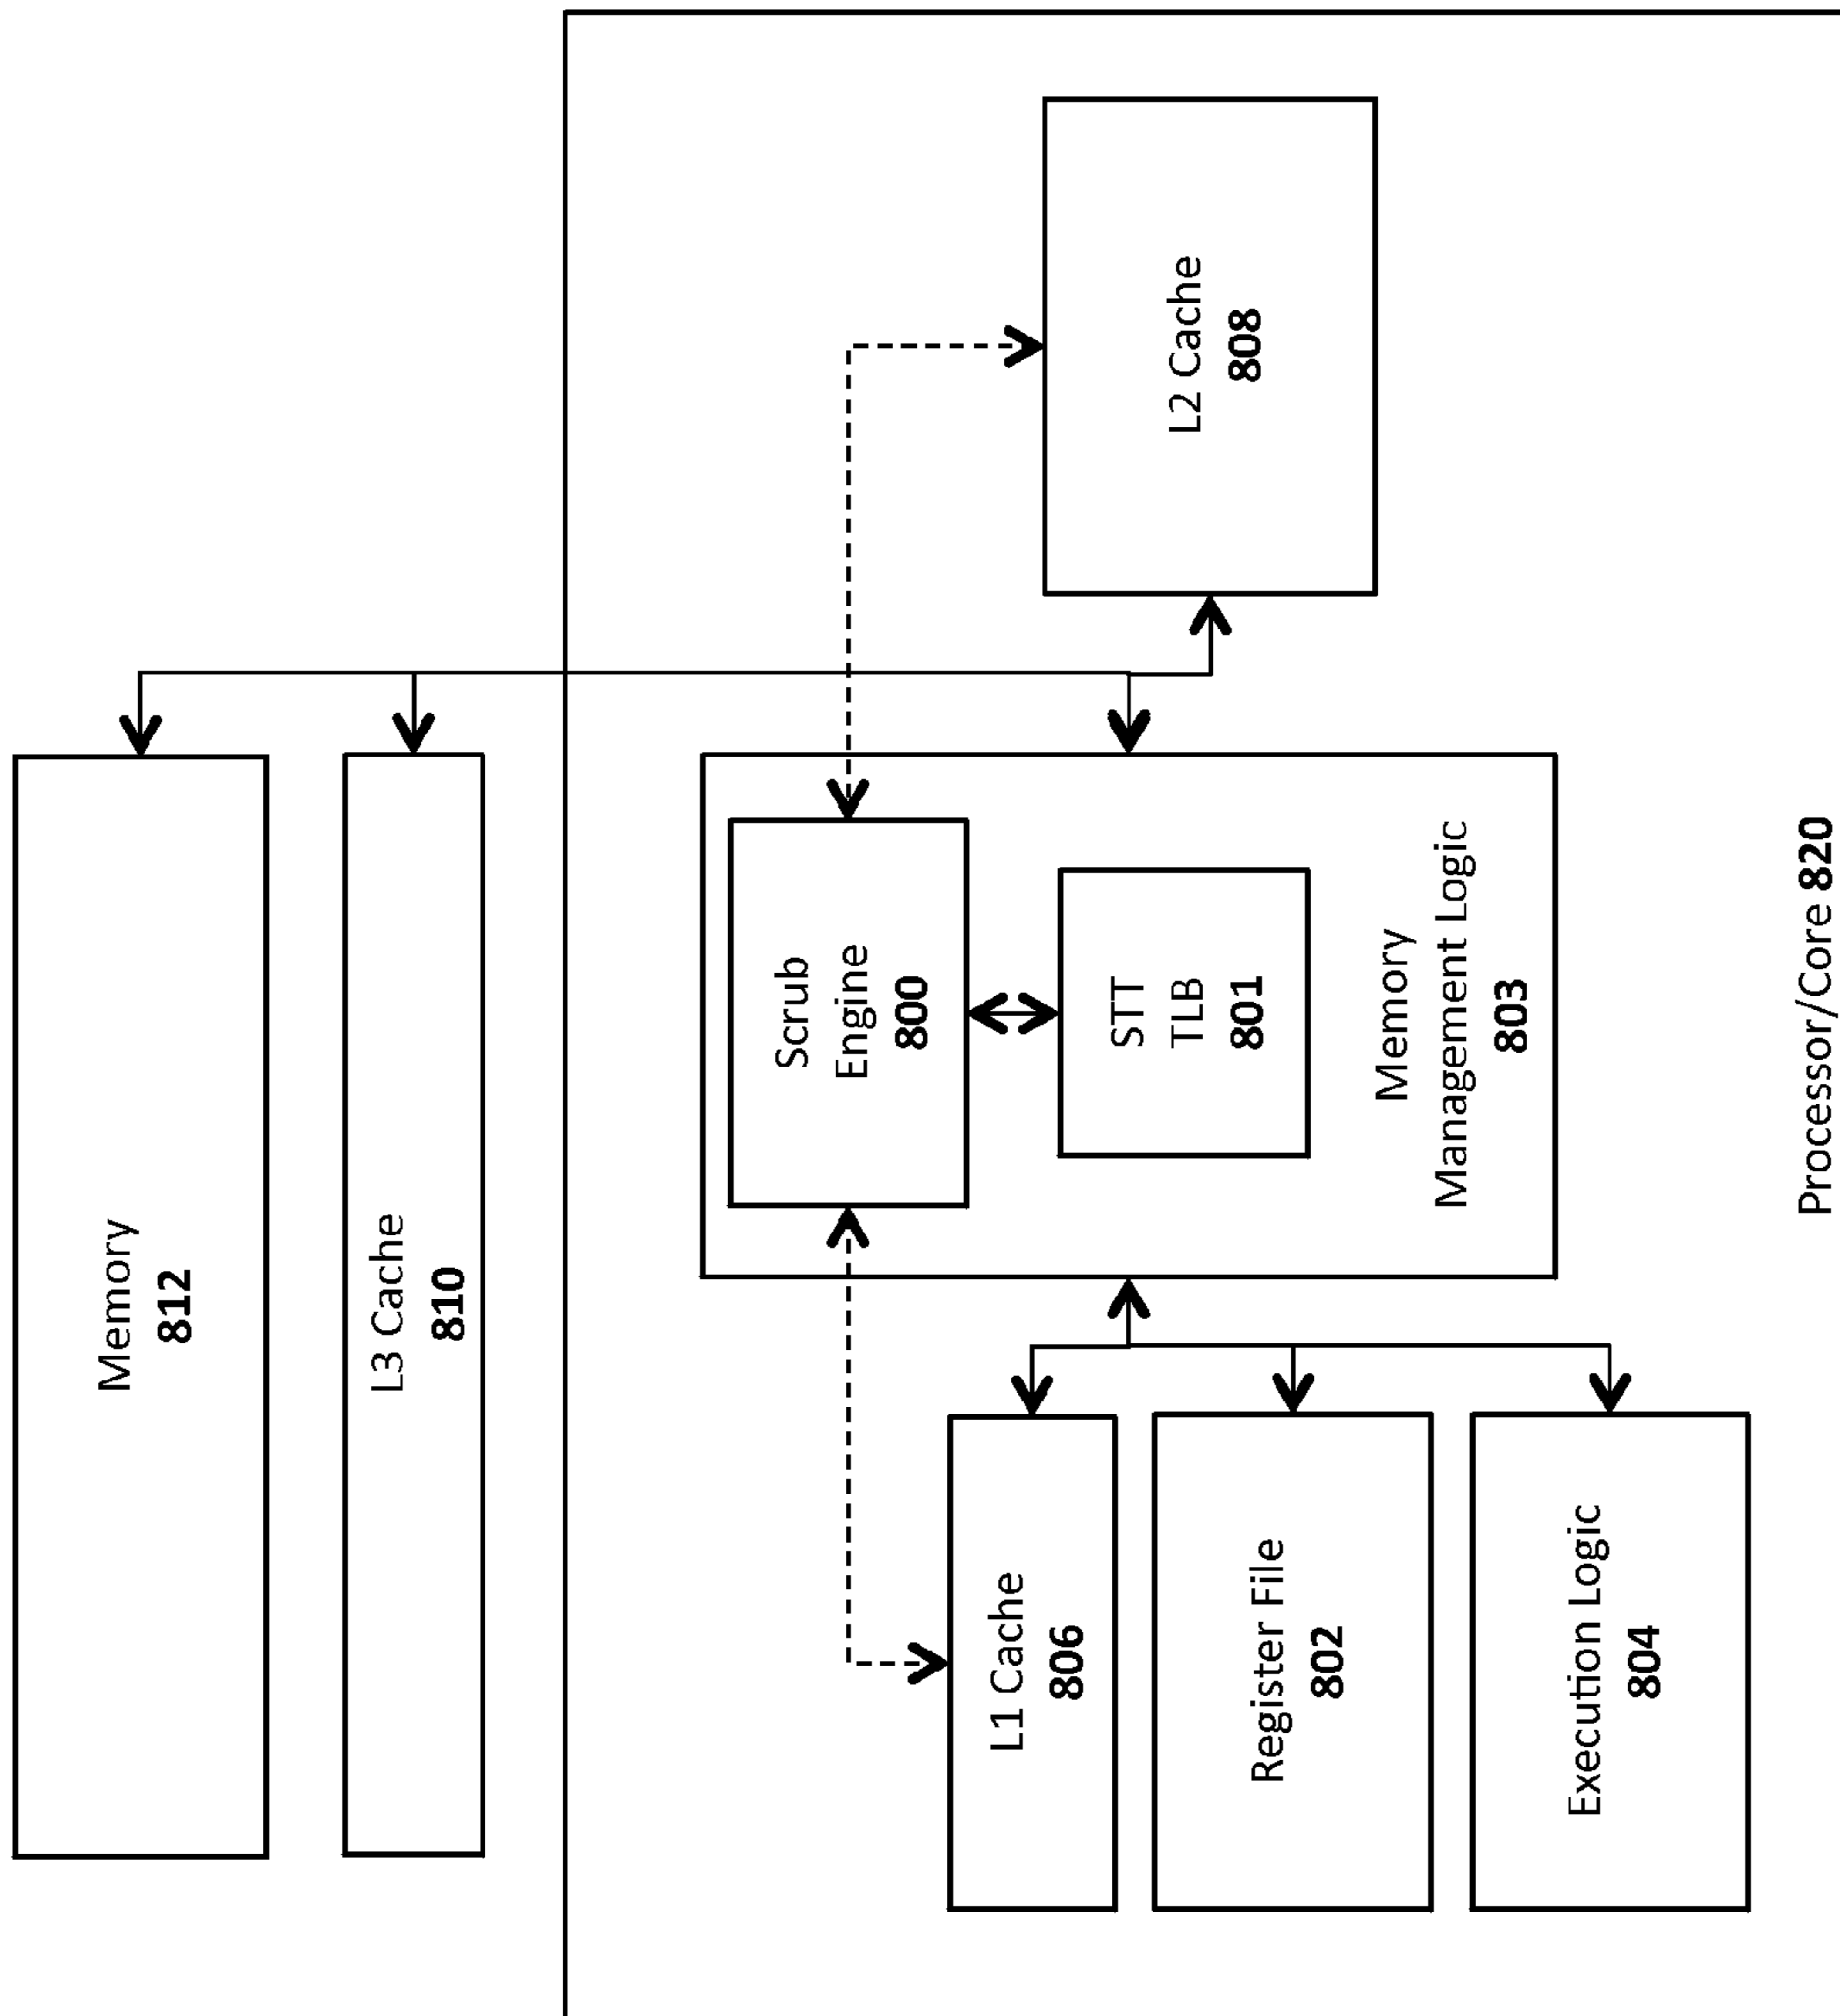 Memory
812
L3 Cache
810
Scrub
Engine
800
STT
TLB
801
Memory
Management Logic
803
L1 Cache
806
Register File
802
Execution Logic
804
L2 Cache
808
Processor/Core 820